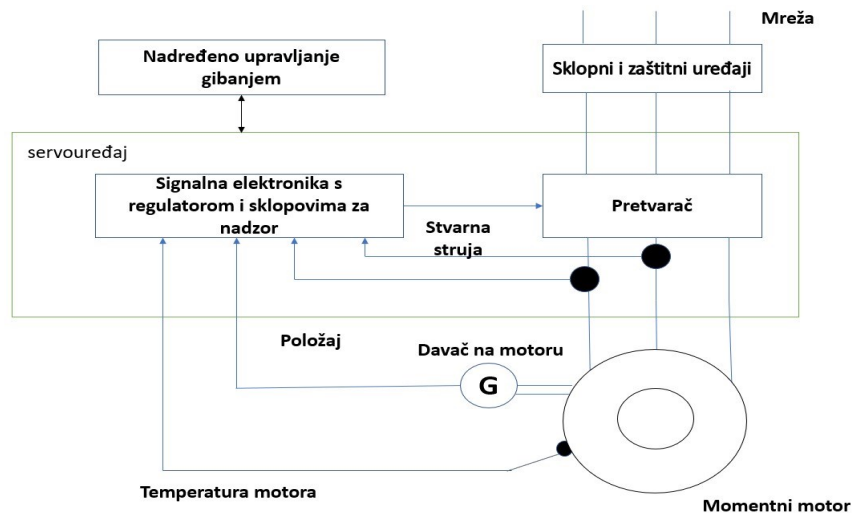 Mreža
Nadređeno upravljanje
gibanjem
Sklopni i zaštitni uređaji
servouređaj
Signalna elektronika s
regulatorom i sklopovima za
nadzor
Pretvarač
Stvarna
struja
Položaj
Davač na motoru
G
Temperatura motora
Momentni motor